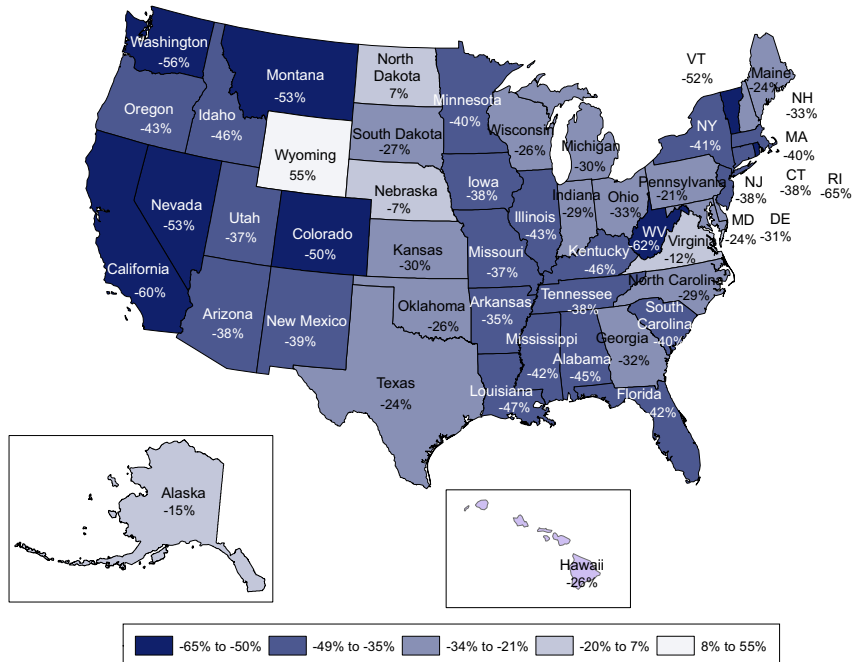 Washington
-56%
Montana
-53%
North
Dakota
7%
Minnesota
-40%
VT
-52%
Maine
-24%
NH
-33%
Oregon
-43%
Idaho
-46%
South Dakota
-27%
Wisconsin
-26%
Michigan
-30%
NY
-41%
MA
-40%
Wyoming
55%
CT
-38%
RI
-65%
Nebraska
-7%
Iowa
-38%
Indiana
-29%
Ohio
-33%
Pennsylvania
-21%
NJ
-38%
Nevada
-53%
Utah
-37%
Colorado
-50%
Illinois
-43%
WV
-62%
MD
-24%
DE
-31%
Virginia
-12%
California
-60%
Kansas
-30%
Missouri
-37%
Kentucky
-46%
North Carolina
-29%
Arizona
-38%
New Mexico
-39%
Oklahoma
-26%
Arkansas
-35%
Tennessee
-38%
South
Carolina
-40%
Mississippi
-42%
Alabama
-45%
Georgia
-32%
Texas
-24%
Louisiana
-47%
Florida
-42%
Alaska
-15%
Hawaii
-26%
-65% to -50%
-49% to -35%
-34% to -21%
-20% to 7%
8% to 55%